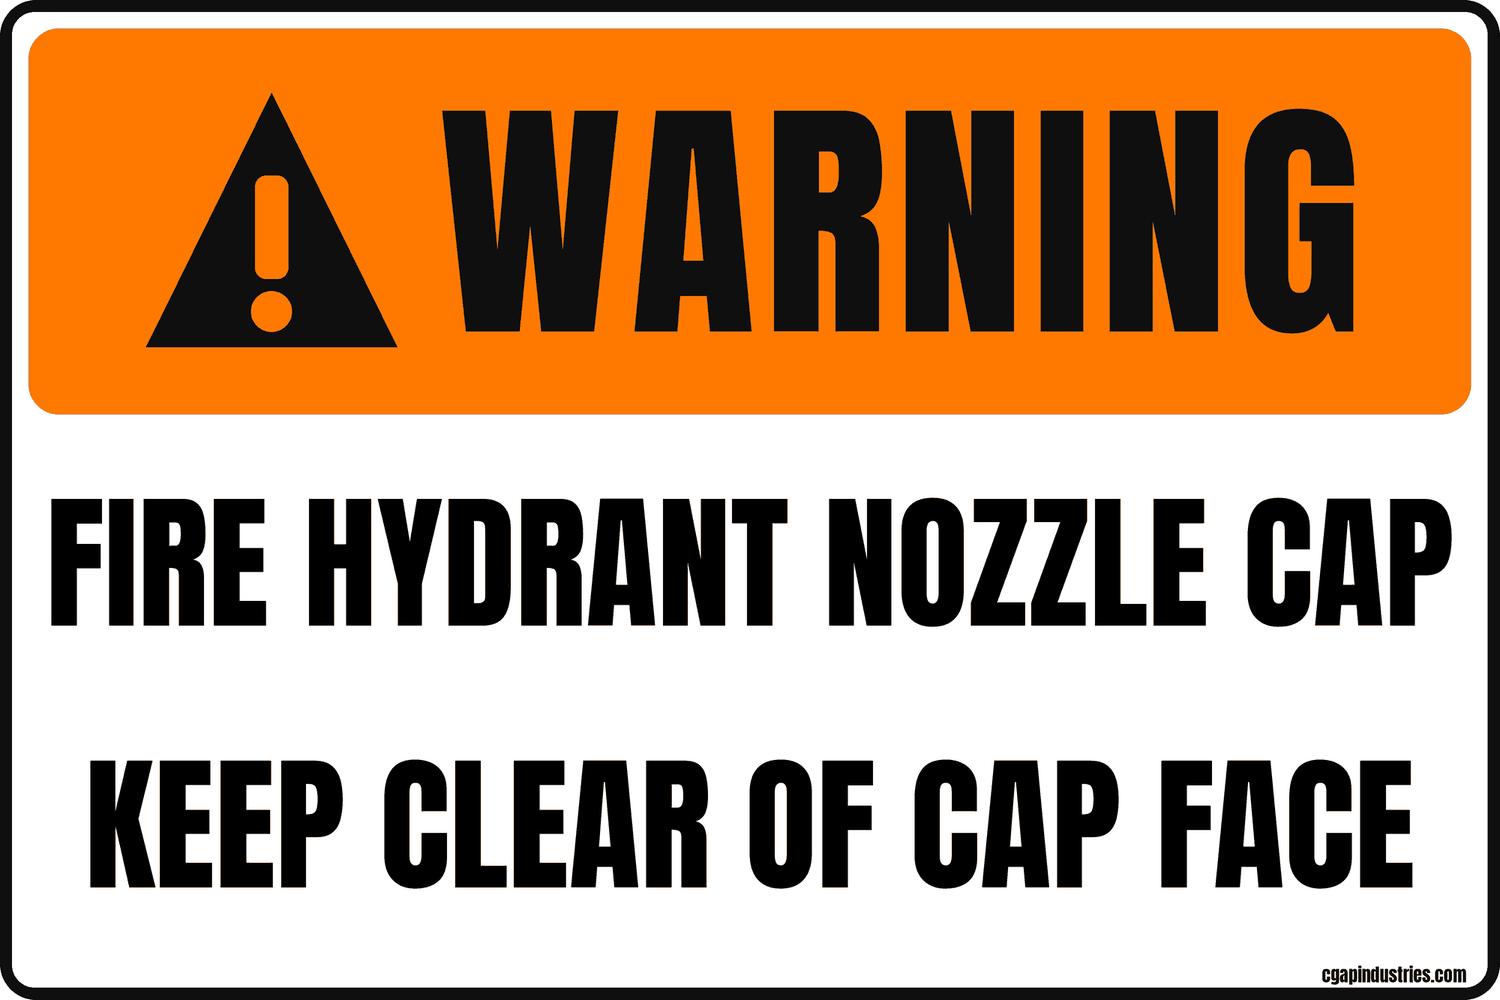 WARNING
FIRE HYDRANT NOZZLE CAP
KEEP CLEAR OF CAP FACE
cgapindustries.com